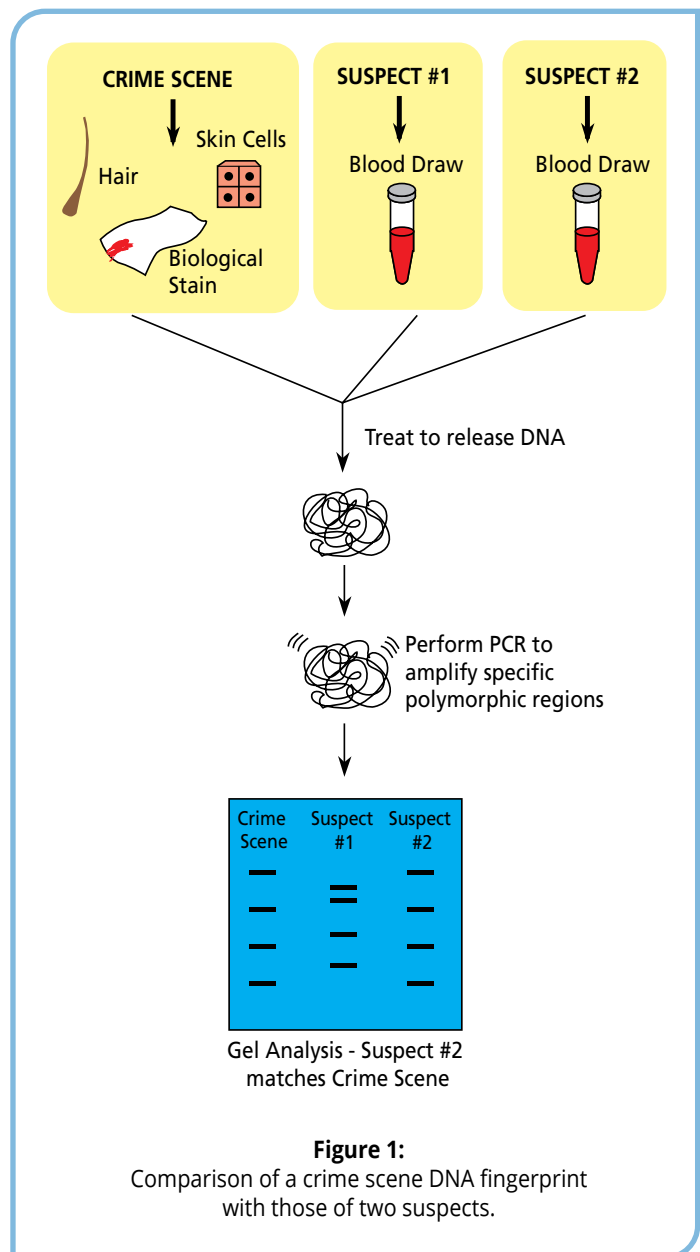 CRIME SCENE
Hair
Skin Cells
Biological
Stain
SUSPECT #1
Blood Draw
SUSPECT #2
Blood Draw
Treat to release DNA
Perform PCR to
amplify specific
polymorphic regions
Crime
Scene
Suspect
#1
Suspect
#2
Gel Analysis - Suspect #2
matches Crime Scene
Figure 1:
Comparison of a crime scene DNA fingerprint
with those of two suspects.